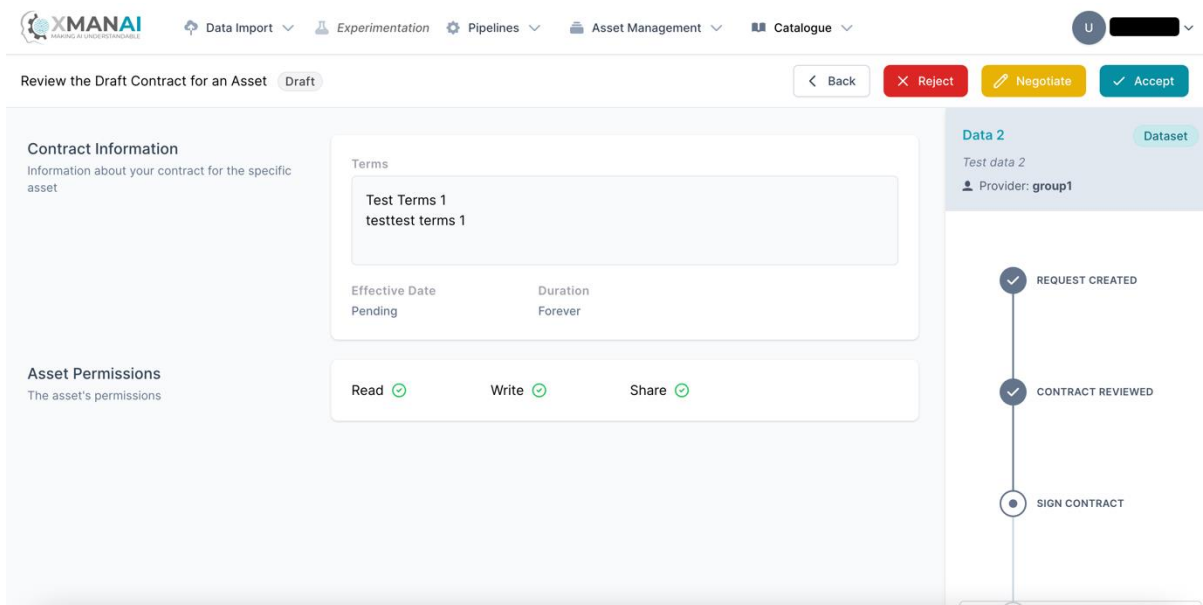 XMANAI
MAKING AI UNDERSTANDABLE
Data Import
Experimentation
Pipelines
Asset Management
Catalogue
U
Review the Draft Contract for an Asset
Draft
Back
Reject
Negotiate
Accept
Contract Information
Information about your contract for the specific
asset
Terms
Test Terms 1
testtest terms 1
Effective Date
Duration
Pending
Forever
Asset Permissions
The asset's permissions
Read
Write
Share
Data 2
Dataset
Test data 2
Provider: group1
REQUEST CREATED
CONTRACT REVIEWED
SIGN CONTRACT